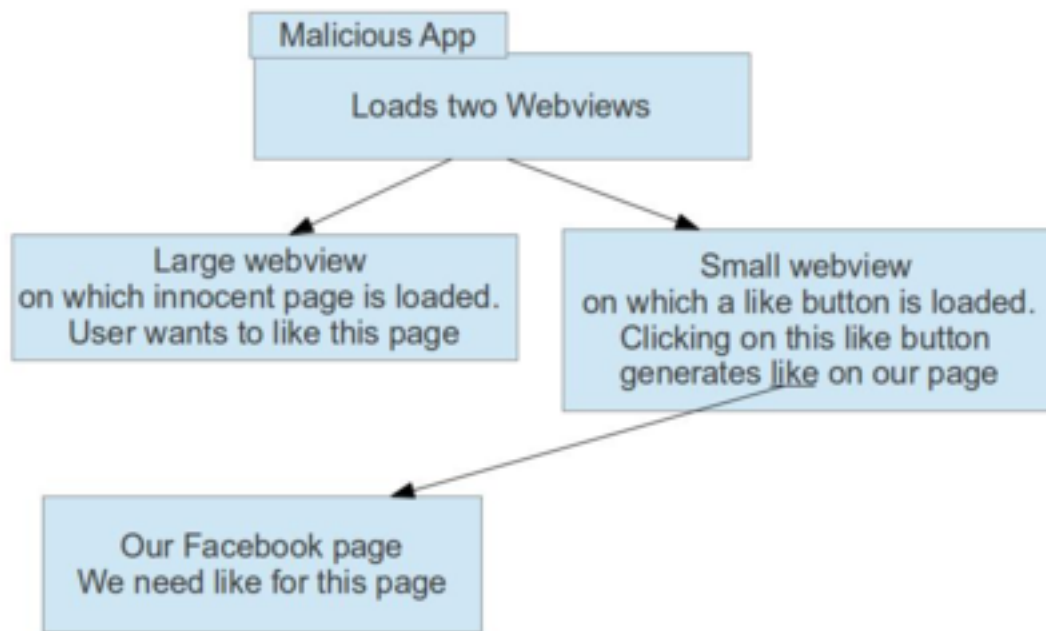 Malicious App
Loads two Webviews
Large webview
on which innocent page is loaded.
User wants to like this page
Small webview
on which a like button is loaded.
Clicking on this like button
generates like on our page
Our Facebook page
We need like for this page